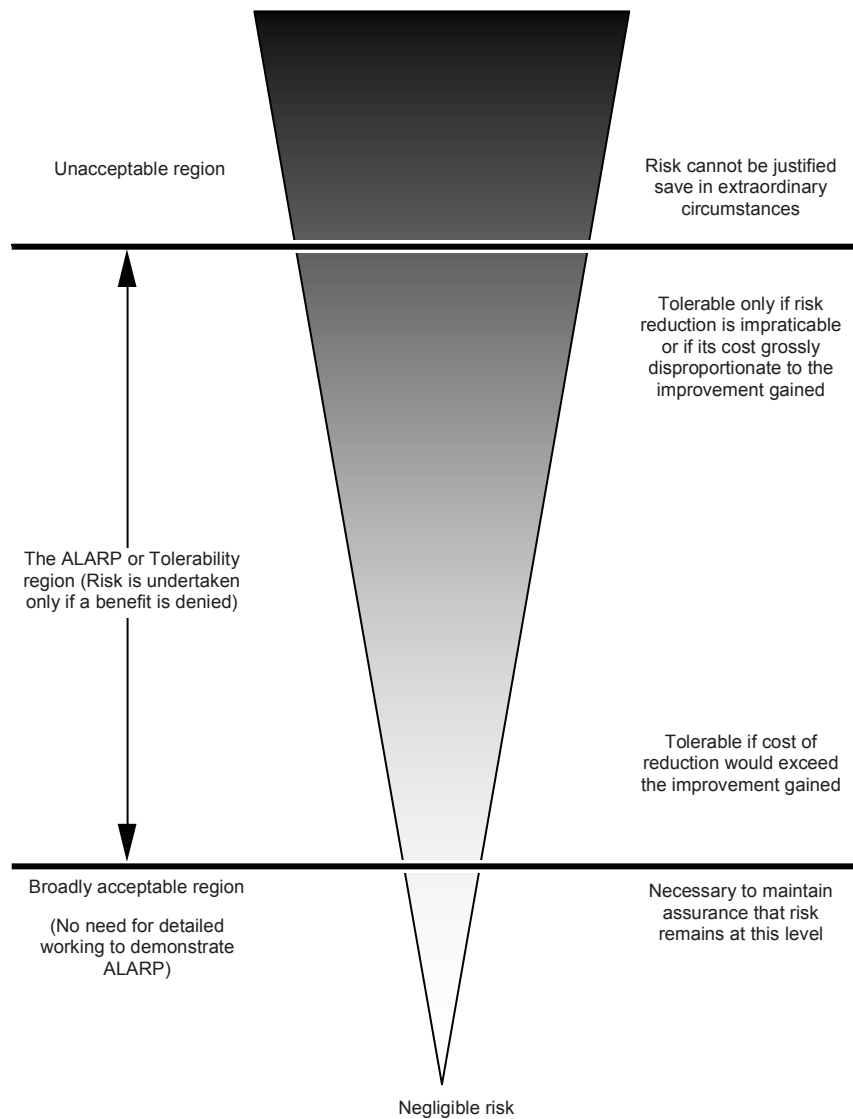 Unacceptable region
Risk cannot be justified
save in extraordinary
circumstances
Tolerable only if risk
reduction is impraticable
or if its cost grossly
disproportionate to the
improvement gained
The ALARP or Tolerability
region (Risk is undertaken
only if a benefit is denied)
Tolerable if cost of
reduction would exceed
the improvement gained
Broadly acceptable region
(No need for detailed
working to demonstrate
ALARP)
Necessary to maintain
assurance that risk
remains at this level
Negligible risk